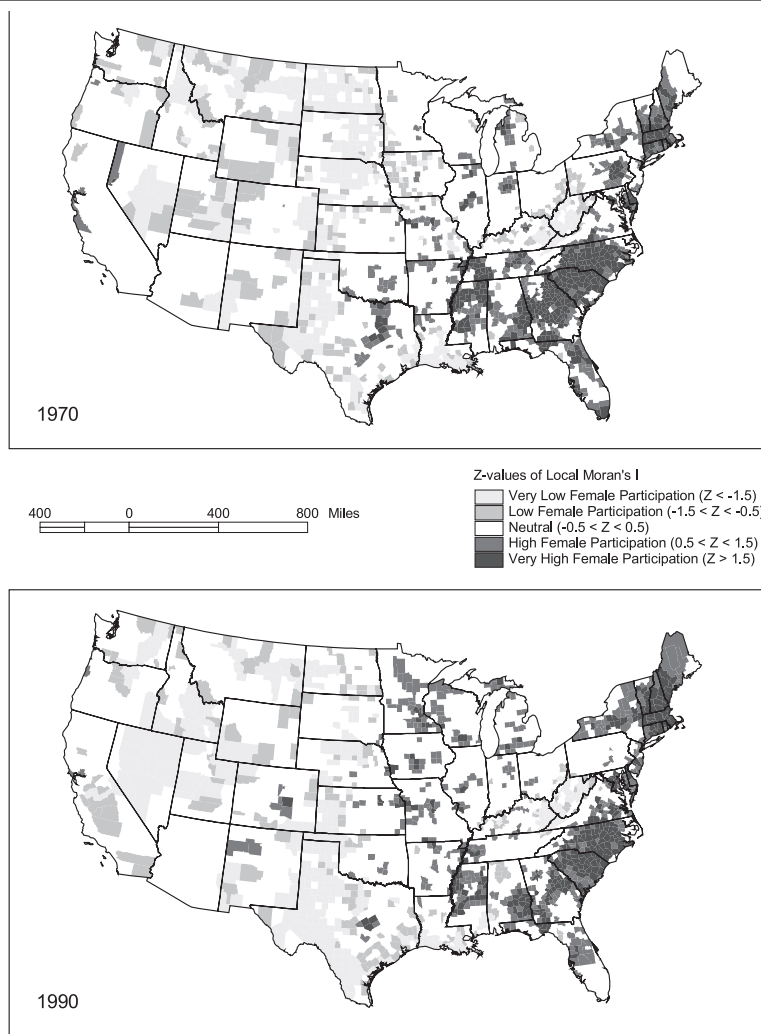 1970
Z-values of Local Moran's I
Very Low Female Participation (Z < -1.5)
Low Female Participation (-1.5 < Z < -0.5)
Neutral (-0.5 < Z < 0.5)
High Female Participation (0.5 < Z < 1.5)
Very High Female Participation (Z > 1.5)
400 0 400 800 Miles
1990